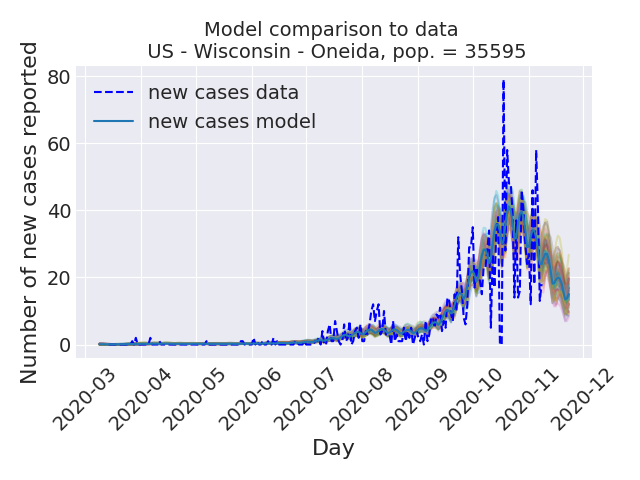 Model comparison to data
US - Wisconsin - Oneida, pop. = 35595
Number of new cases reported
80
60
40
20
0
new cases data
new cases model
2020-03
2020-04
2020-05
2020-06
2020-07
2020-08
2020-09
2020-10
2020-11
2020-12
Day